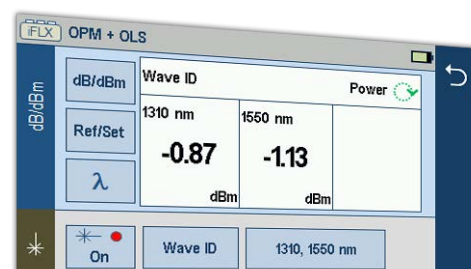 iFLX OPM + OLS
dB/dBm
dB/dBm
Wave ID
Power
Ref/Set
1310 nm
-0.87
dBm
1550 nm
-1.13
dBm
λ
On
Wave ID
1310, 1550 nm